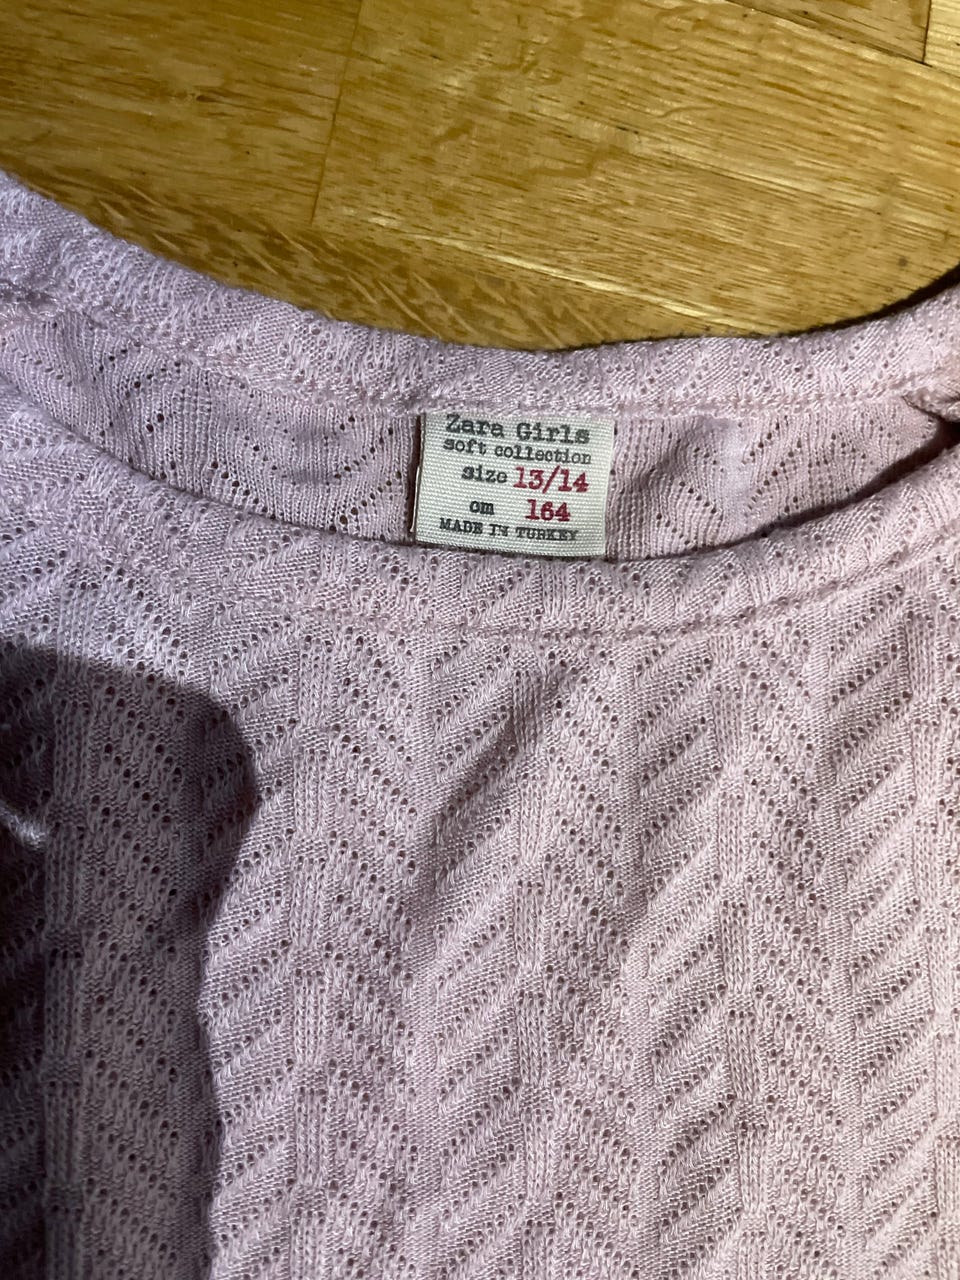 Zara Girls
soft collection
size 13/14
cm 164
MADE IN TURKEY